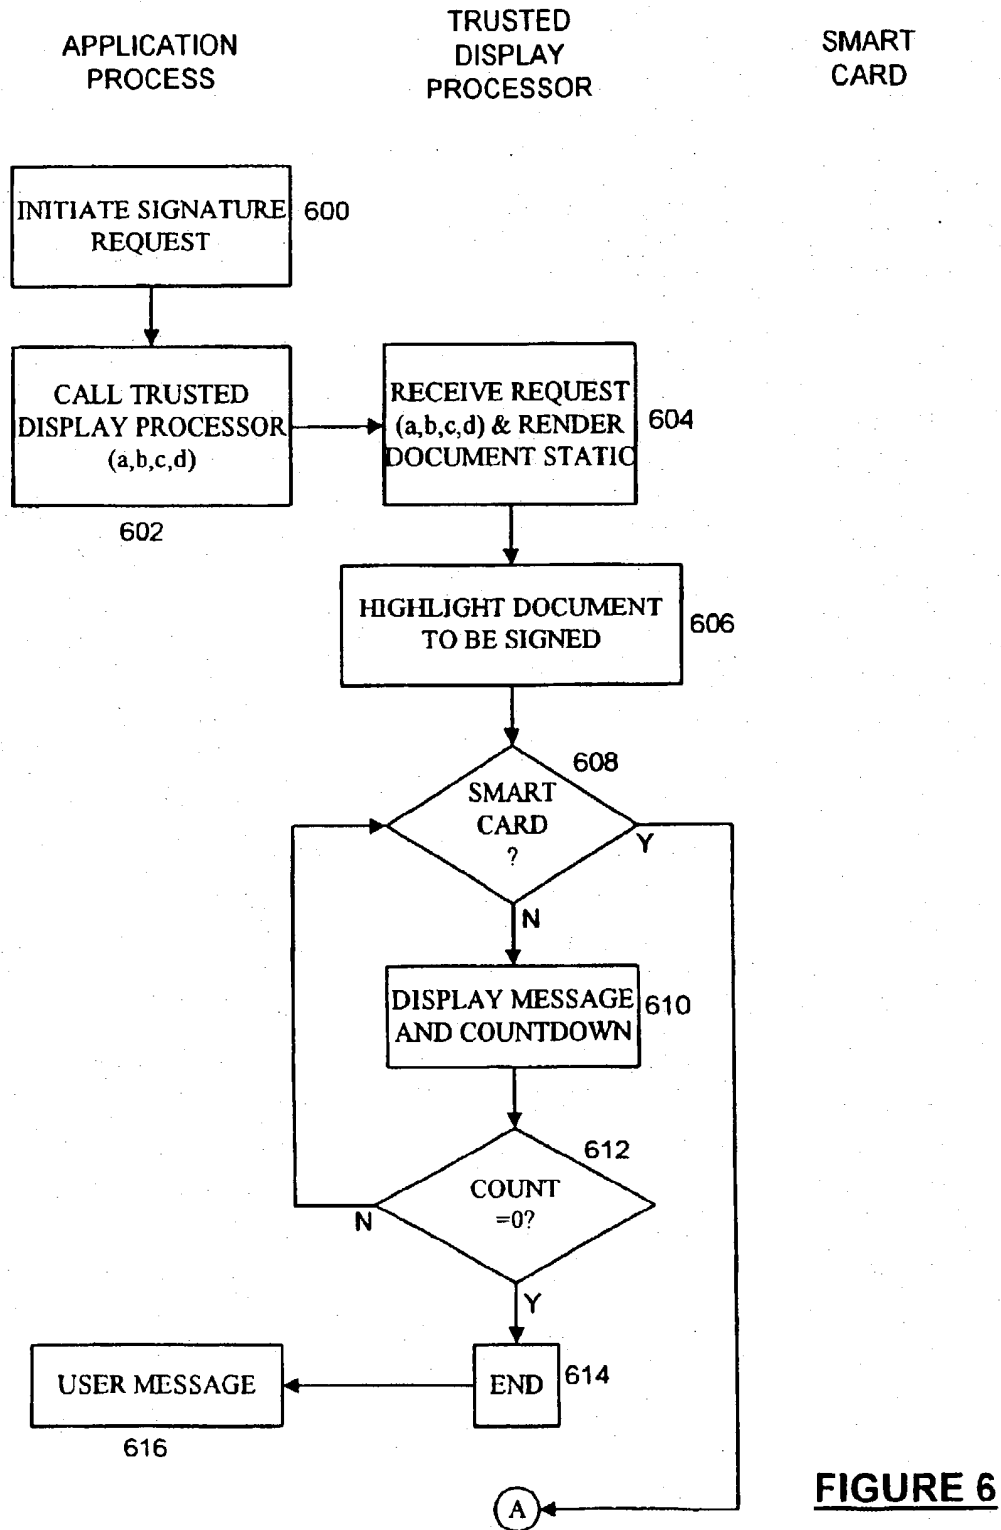 APPLICATION
PROCESS
TRUSTED
DISPLAY
PROCESSOR
SMART
CARD
INITIATE SIGNATURE
REQUEST
600
CALL TRUSTED
DISPLAY PROCESSOR
(a,b,c,d)
602
RECEIVE REQUEST
(a,b,c,d) & RENDER
DOCUMENT STATIC
604
HIGHLIGHT DOCUMENT
TO BE SIGNED
606
608
SMART
CARD
?
Y
N
DISPLAY MESSAGE
AND COUNTDOWN
610
612
COUNT
=0?
N
Y
USER MESSAGE
616
END
614
A
FIGURE 6